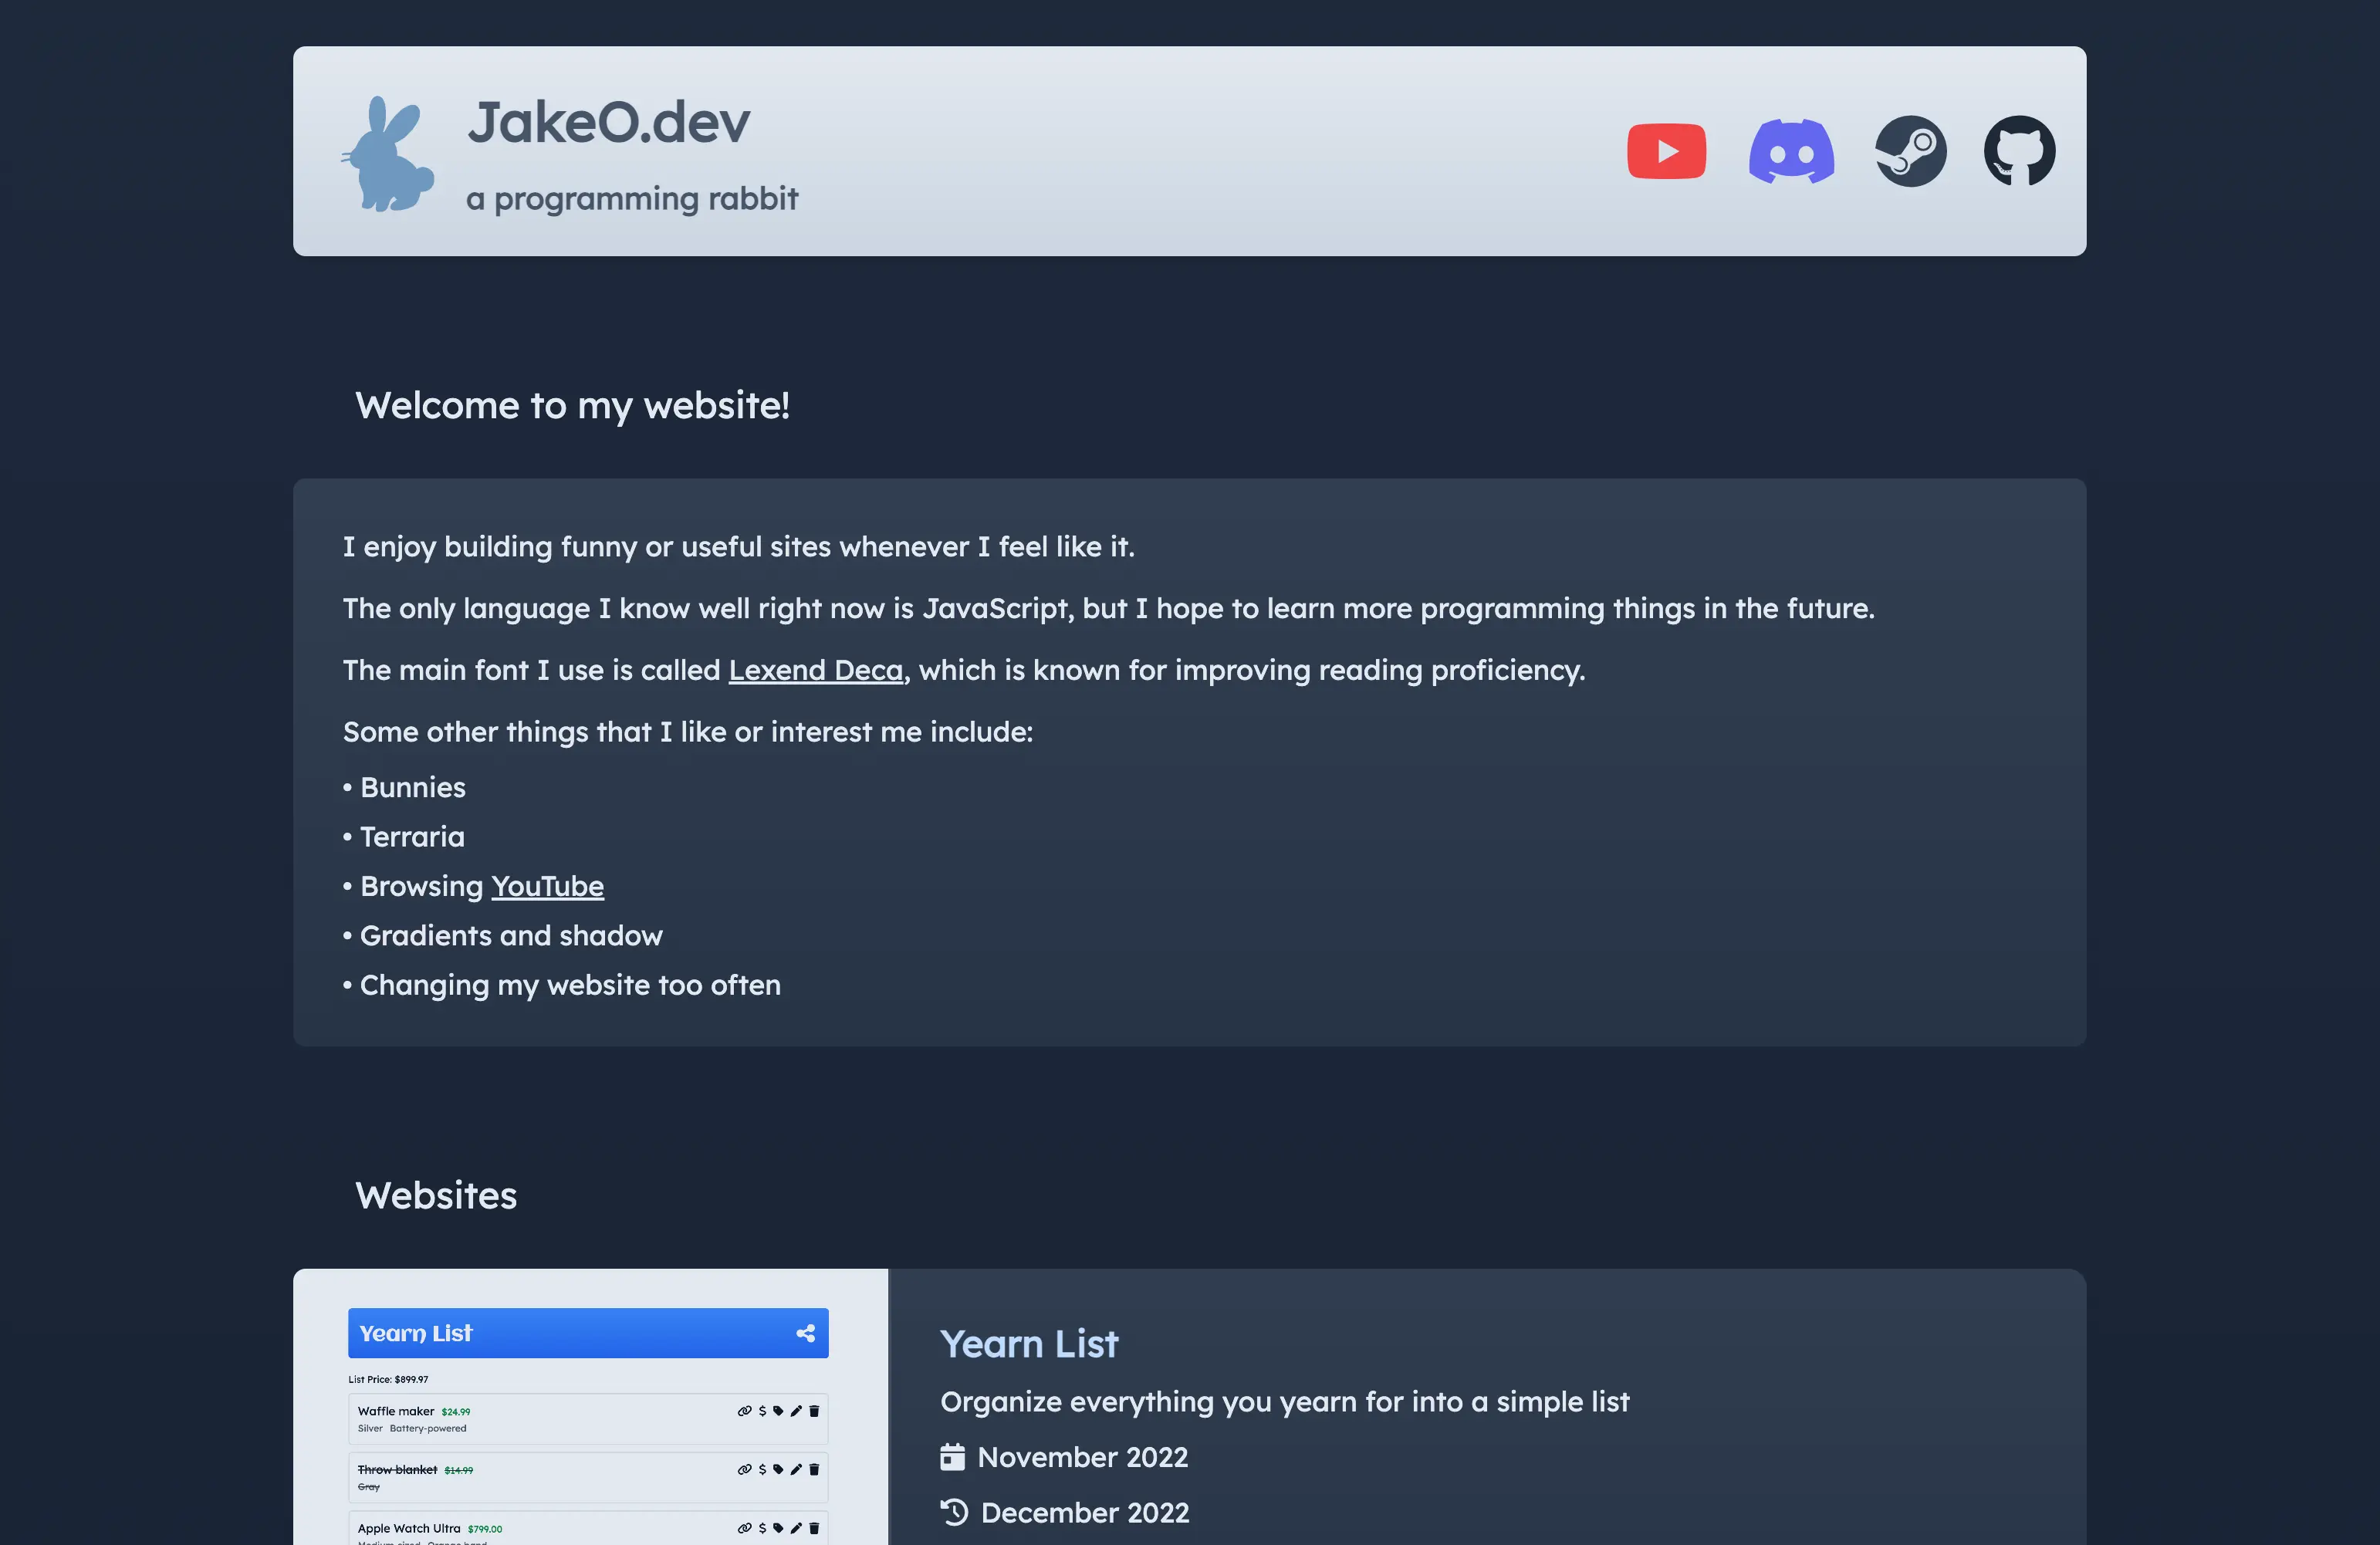 JakeO.dev
a programming rabbit
Welcome to my website!
I enjoy building funny or useful sites whenever I feel like it.
The only language I know well right now is JavaScript, but I hope to learn more programming things in the future.
The main font I use is called Lexend Deca, which is known for improving reading proficiency.
Some other things that I like or interest me include:
• Bunnies
• Terraria
• Browsing YouTube
• Gradients and shadow
• Changing my website too often
Websites
Yearn List
List Price: $899.97
Waffle maker $24.99 $
Silver Battery-powered
Throw blanket $14.99 $
Gray
Apple Watch Ultra $799.00 $
Medium-sized Orange band
Yearn List
Organize everything you yearn for into a simple list
November 2022
December 2022